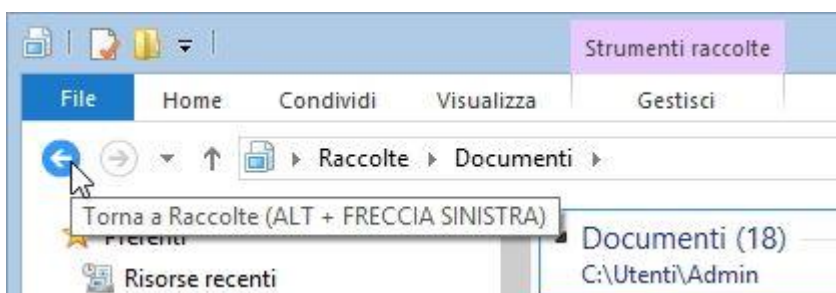 Strumenti raccolte
File Home Condividi Visualizza Gestisci
Raccolte Documenti
Torna a Raccolte (ALT + FRECCIA SINISTRA)
Preferiti
Documenti (18)
Risorse recenti
C:\Utenti\Admin